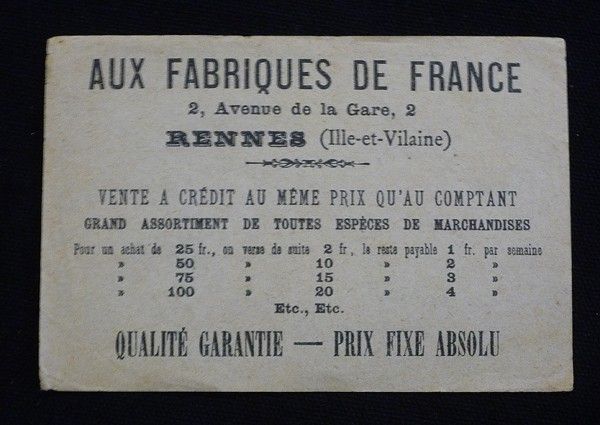 AUX FABRIQUES DE FRANCE
2, Avenue de la Gare, 2
RENNES (Ille-et-Vilaine)
VENTE A CRÉDIT AU MÊME PRIX QU'AU COMPTANT
GRAND ASSORTIMENT DE TOUTES ESPÈCES DE MARCHANDISES
Pour un achat de 25 fr., on verse de suite 2 fr, le reste payable 1 fr. par semaine
» 50 » 10 » 2 »
» 75 » 15 » 3 »
» 100 » 20 » 4 »
Etc., Etc.
QUALITÉ GARANTIE — PRIX FIXE ABSOLU